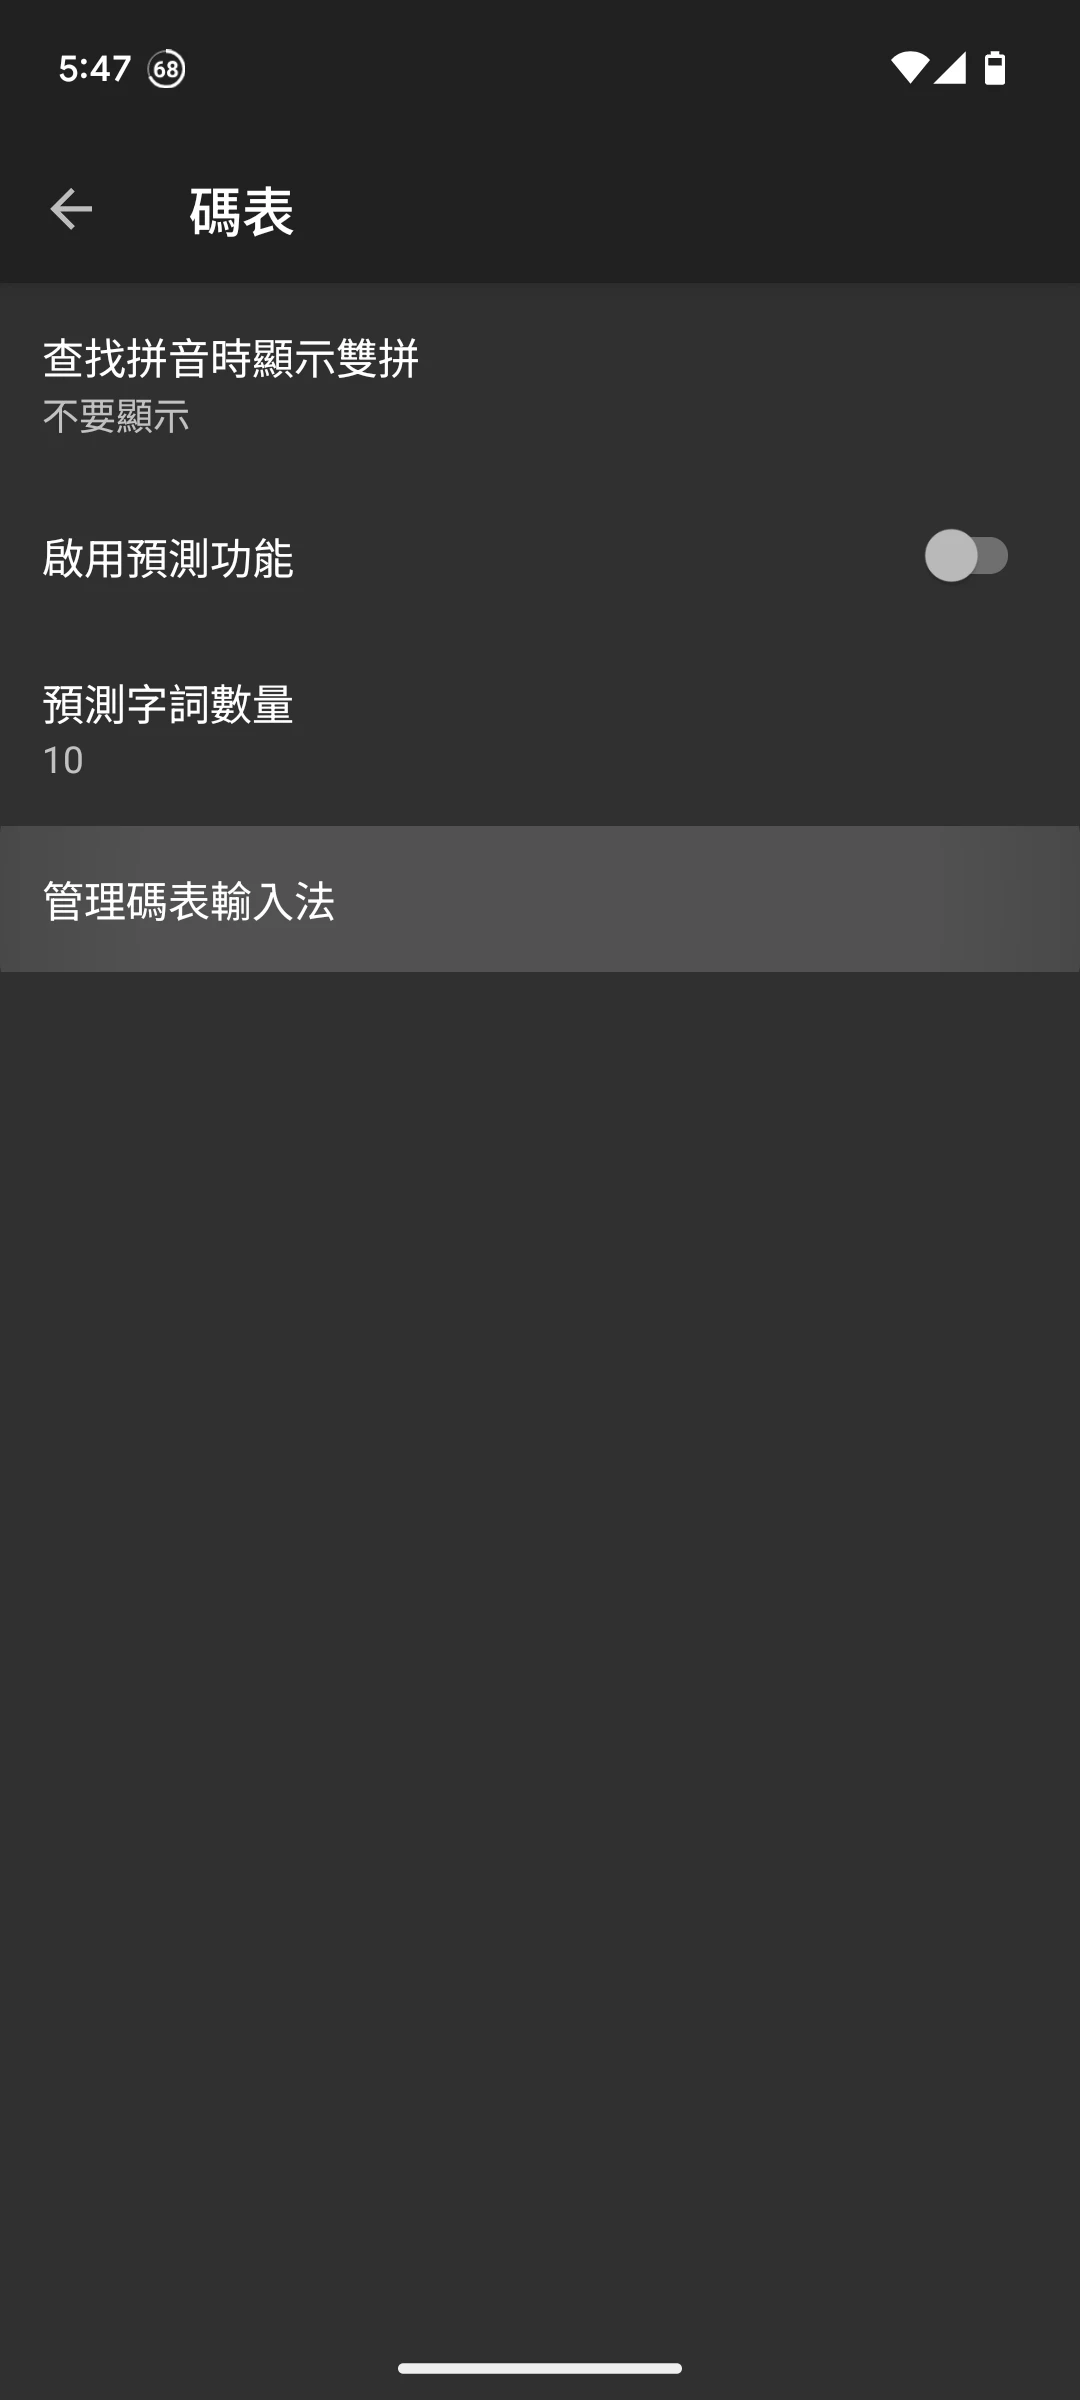 5:47 68
碼表
查找拼音時顯示雙拼
不要顯示
啟用預測功能
預測字詞數量
10
管理碼表輸入法